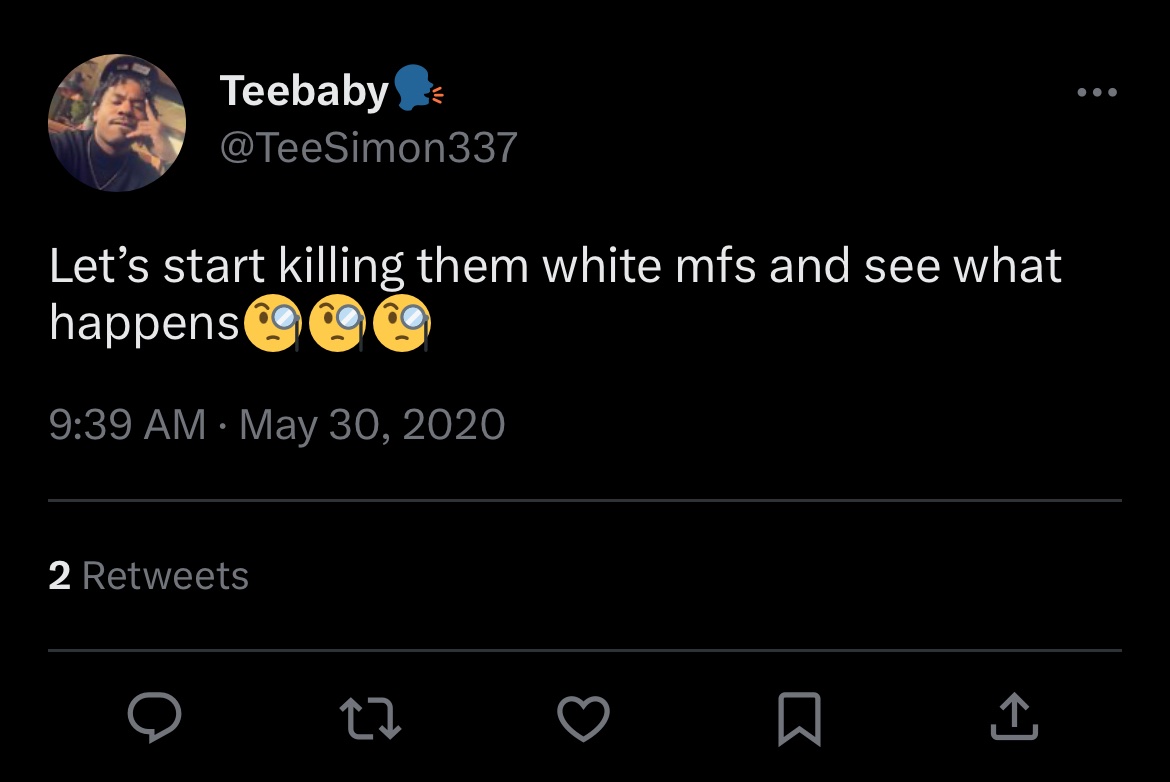 Teebaby🗣️
@TeeSimon337
Let’s start killing them white mfs and see what
happens🧐🧐🧐
9:39 AM · May 30, 2020
2 Retweets